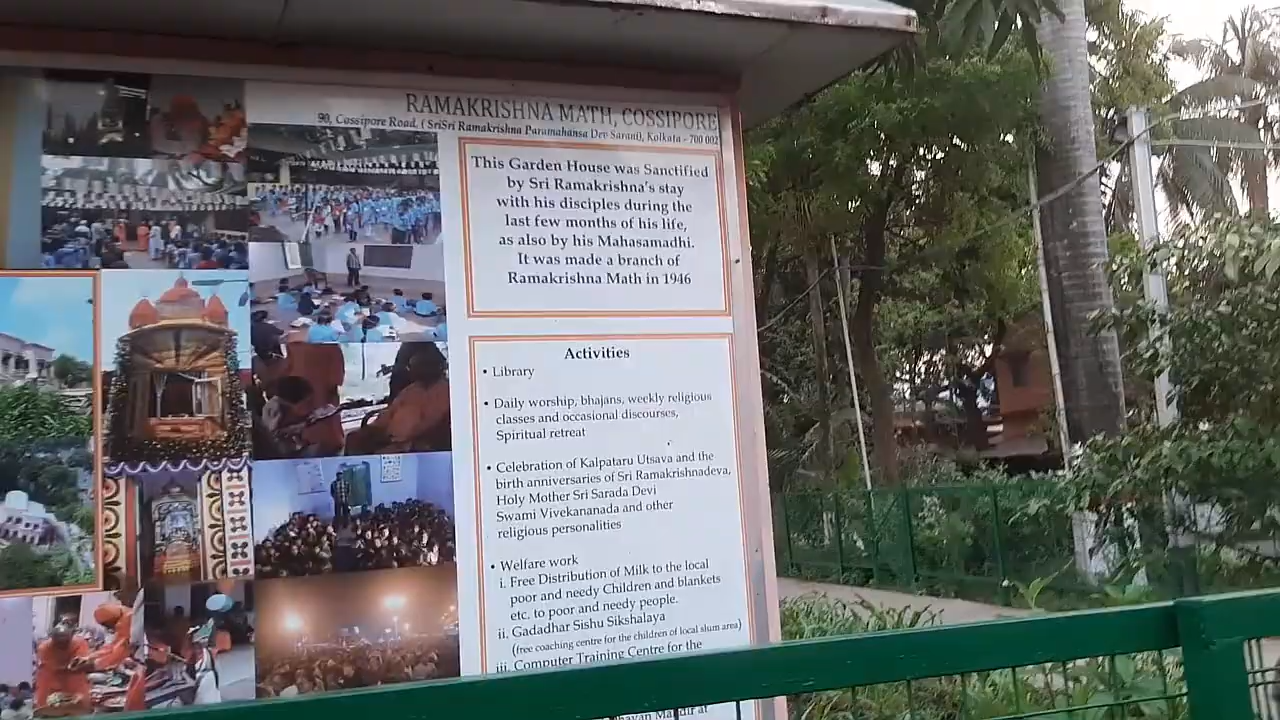 RAMAKRISHNA MATH, COSSIPORE
90, Cossipore Road, ( SriSri Ramakrishna Paramahansa Dev Sarani), Kolkata - 700 002
This Garden House was Sanctified
by Sri Ramakrishna's stay
with his disciples during the
last few months of his life,
as also by his Mahasamadhi.
It was made a branch of
Ramakrishna Math in 1946
Activities
• Library
• Daily worship, bhajans, weekly religious
classes and occasional discourses,
Spiritual retreat
• Celebration of Kalpataru Utsava and the
birth anniversaries of Sri Ramakrishnadeva,
Holy Mother Sri Sarada Devi
Swami Vivekananada and other
religious personalities
• Welfare work
i. Free Distribution of Milk to the local
poor and needy Children and blankets
etc. to poor and needy people.
ii. Gadadhar Sishu Sikshalaya
(free coaching centre for the children of local slum area)
iii. Computer Training Centre for the
at